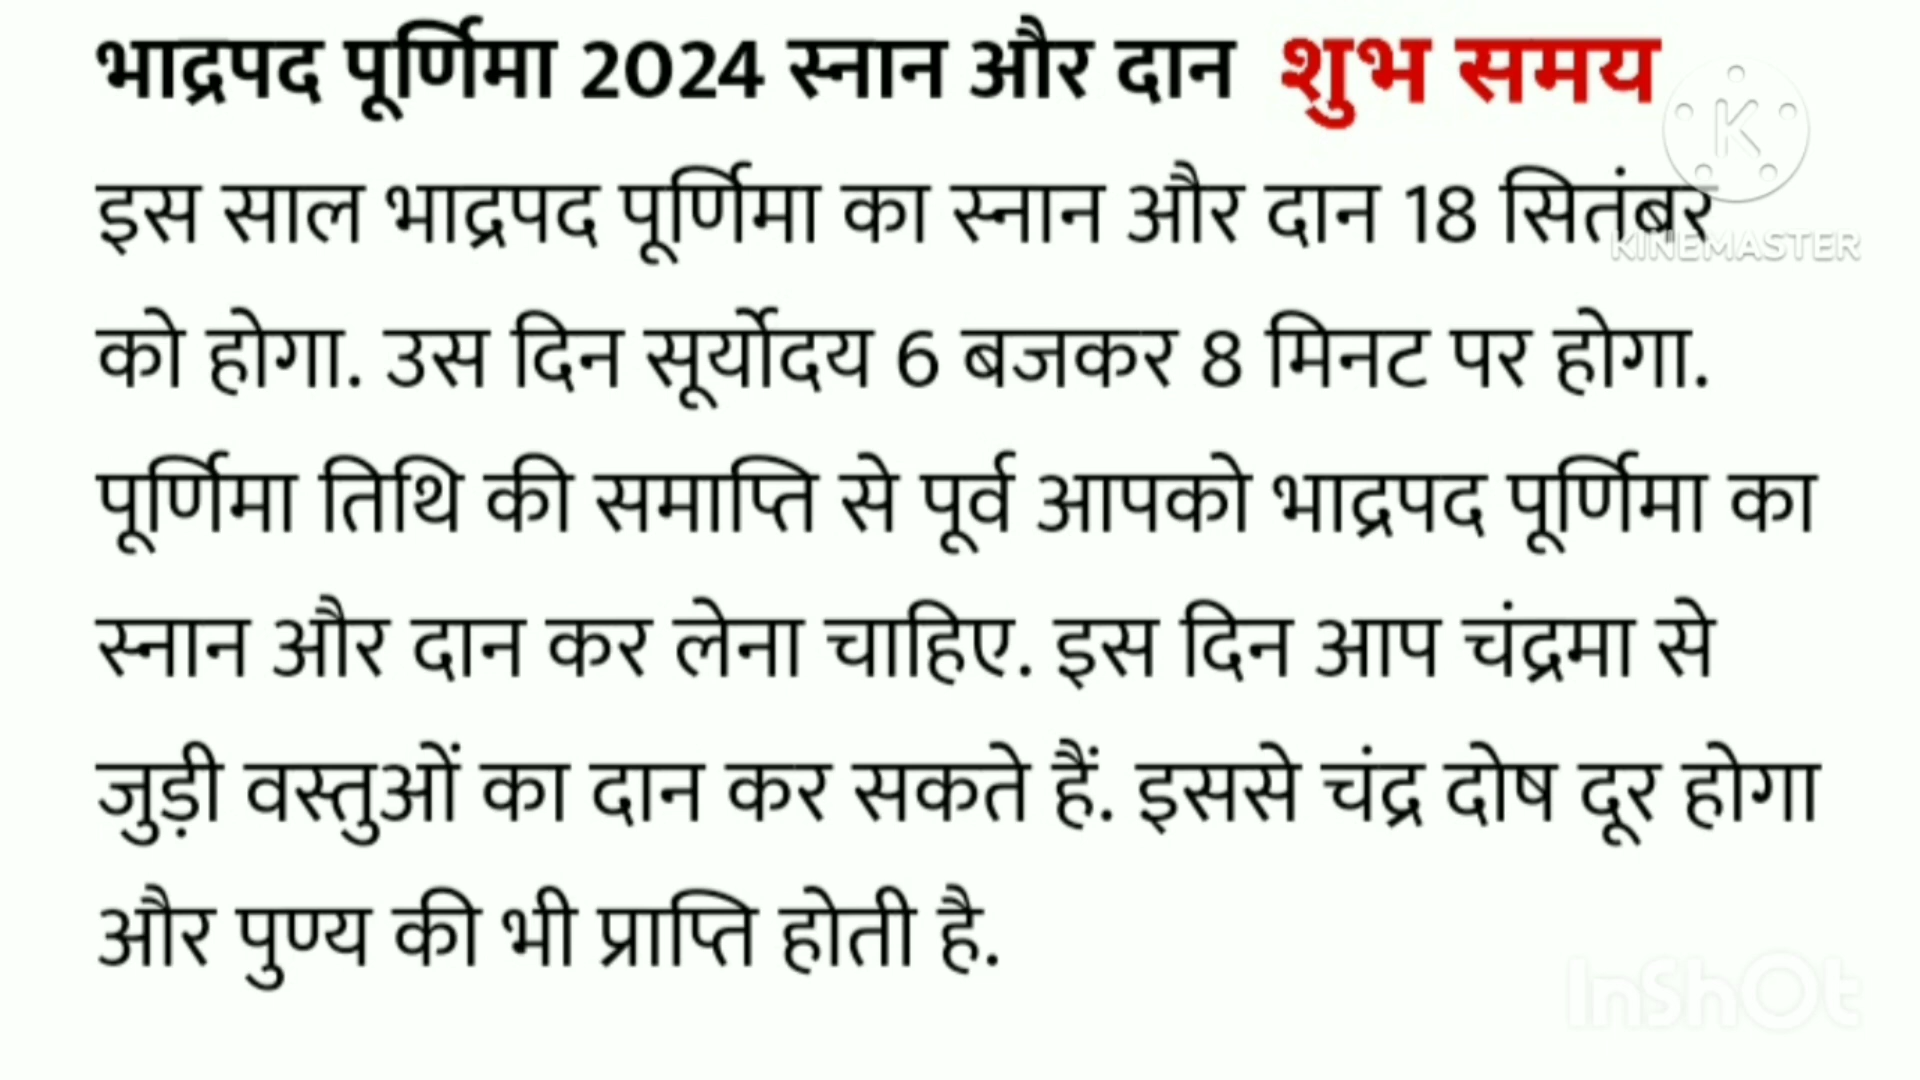 भाद्रपद पूर्णिमा 2024 स्नान और दान शुभ समय
इस साल भाद्रपद पूर्णिमा का स्नान और दान 18 सितंबर
को होगा. उस दिन सूर्योदय 6 बजकर 8 मिनट पर होगा.
पूर्णिमा तिथि की समाप्ति से पूर्व आपको भाद्रपद पूर्णिमा का
स्नान और दान कर लेना चाहिए. इस दिन आप चंद्रमा से
जुड़ी वस्तुओं का दान कर सकते हैं. इससे चंद्र दोष दूर होगा
और पुण्य की भी प्राप्ति होती है.
K
KINEMASTER
InShOt